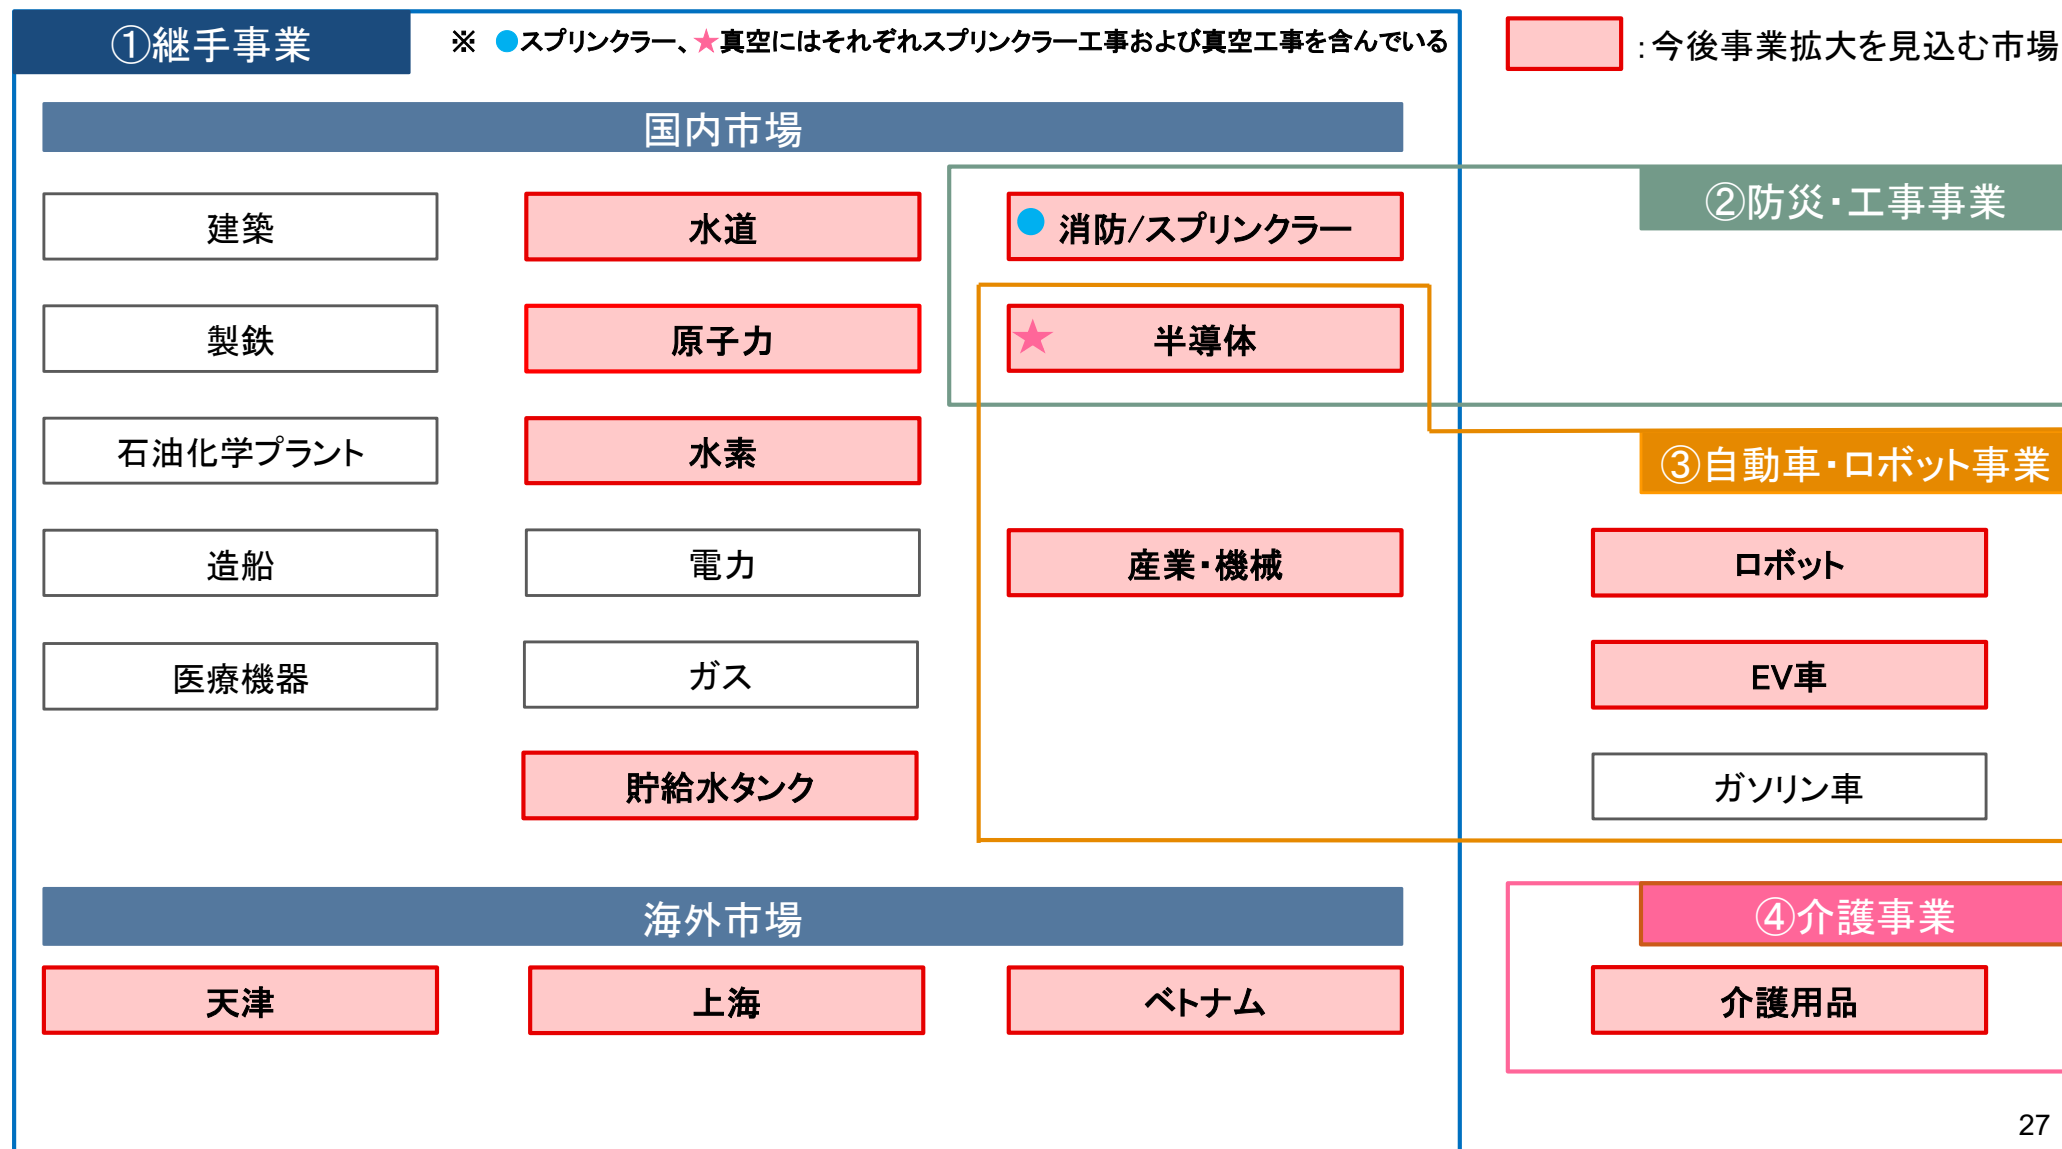 ①継手事業
※ ●スプリンクラー、★真空にはそれぞれスプリンクラー工事および真空工事を含んでいる
：今後事業拡大を見込む市場
国内市場
②防災・工事事業
建築
水道
● 消防/スプリンクラー
製鉄
原子力
★ 半導体
石油化学プラント
水素
③自動車・ロボット事業
造船
電力
産業・機械
ロボット
医療機器
ガス
EV車
貯給水タンク
ガソリン車
海外市場
④介護事業
天津
上海
ベトナム
介護用品
27